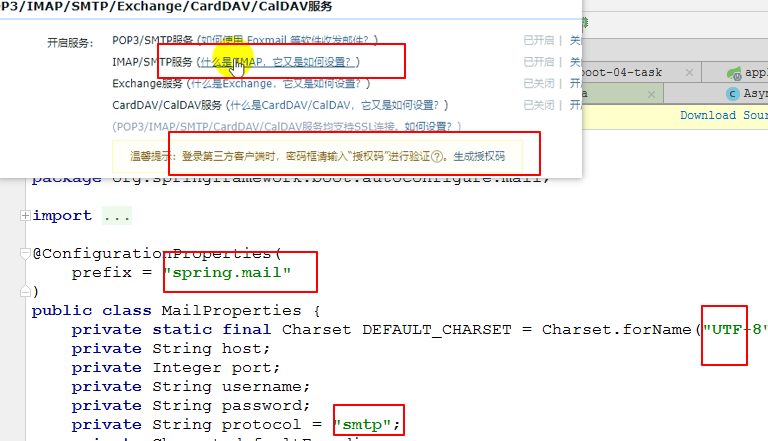 OP3/IMAP/SMTP/Exchange/CardDAV/CalDAV服务
开启服务：
POP3/SMTP服务 (如何使用 Foxmail 等软件收发邮件？)
已开启 | 关
IMAP/SMTP服务 (什么是 IMAP，它又是如何设置？)
已开启 | 关
Exchange服务 (什么是Exchange，它又是如何设置？)
已关闭 | 开
CardDAV/CalDAV服务 (什么是CardDAV/CalDAV，它又是如何设置？)
已关闭 | 开
(POP3/IMAP/SMTP/CardDAV/CalDAV服务均支持SSL连接。如何设置？)
温馨提示：登录第三方客户端时，密码框请输入“授权码”进行验证?。生成授权码
boot-04-task
appl
a
Asyn
Download Sour
package org.springframework.boot.autoconfigure.mail;
import ...
@ConfigurationProperties(
prefix = "spring.mail"
)
public class MailProperties {
private static final Charset DEFAULT_CHARSET = Charset.forName("UTF-8"
private String host;
private Integer port;
private String username;
private String password;
private String protocol = "smtp";